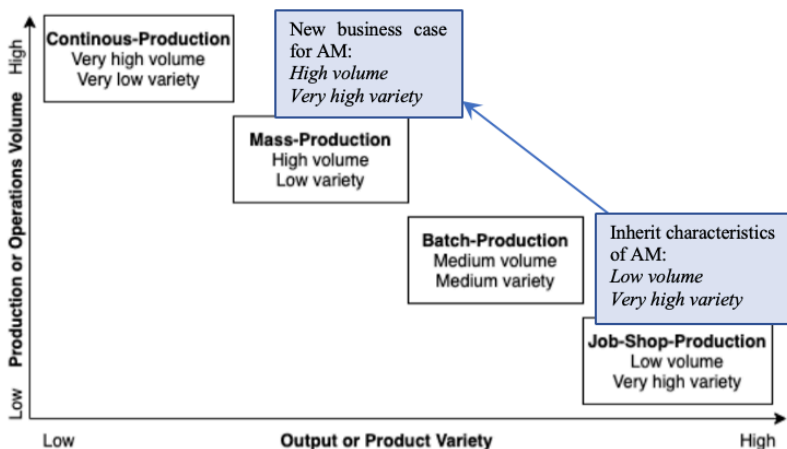 Continous-Production
Very high volume
Very low variety
New business case
for AM:
High volume
Very high variety
Mass-Production
High volume
Low variety
Batch-Production
Medium volume
Medium variety
Inherit characteristics
of AM:
Low volume
Very high variety
Job-Shop-Production
Low volume
Very high variety
High
Production or Operations Volume
Low
Low
Output or Product Variety
High